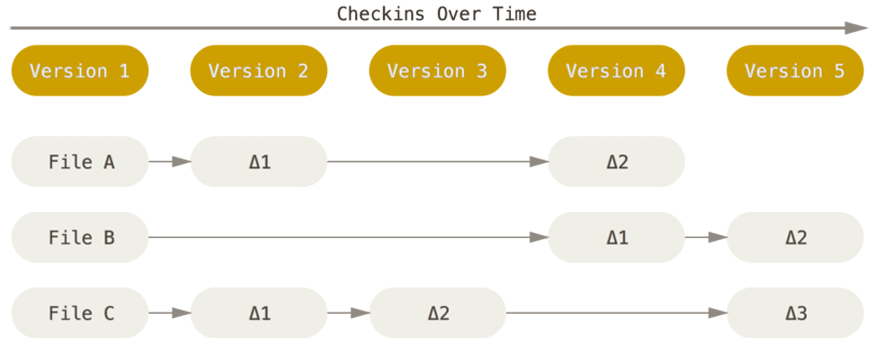 Checkins Over Time
Version 1 Version 2 Version 3 Version 4 Version 5
File A Δ1 Δ2
File B Δ1 Δ2
File C Δ1 Δ2 Δ3